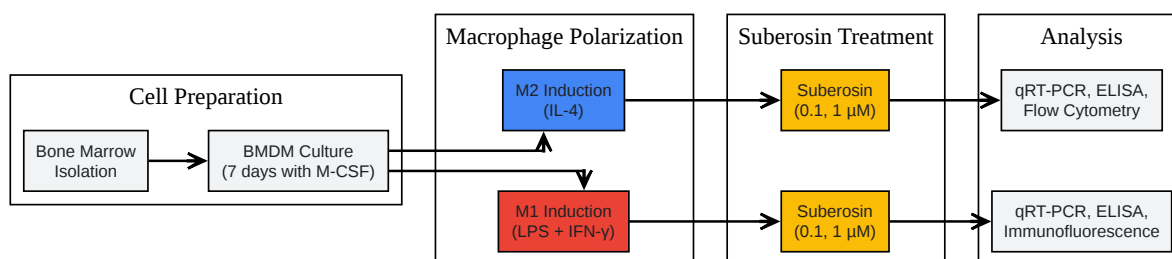 Cell Preparation
Bone Marrow
Isolation
BMDM Culture
(7 days with M-CSF)
Macrophage Polarization
M2 Induction
(IL-4)
M1 Induction
(LPS + IFN-γ)
Suberosin Treatment
Suberosin
(0.1, 1 µM)
Suberosin
(0.1, 1 µM)
Analysis
qRT-PCR, ELISA,
Flow Cytometry
qRT-PCR, ELISA,
Immunofluorescence